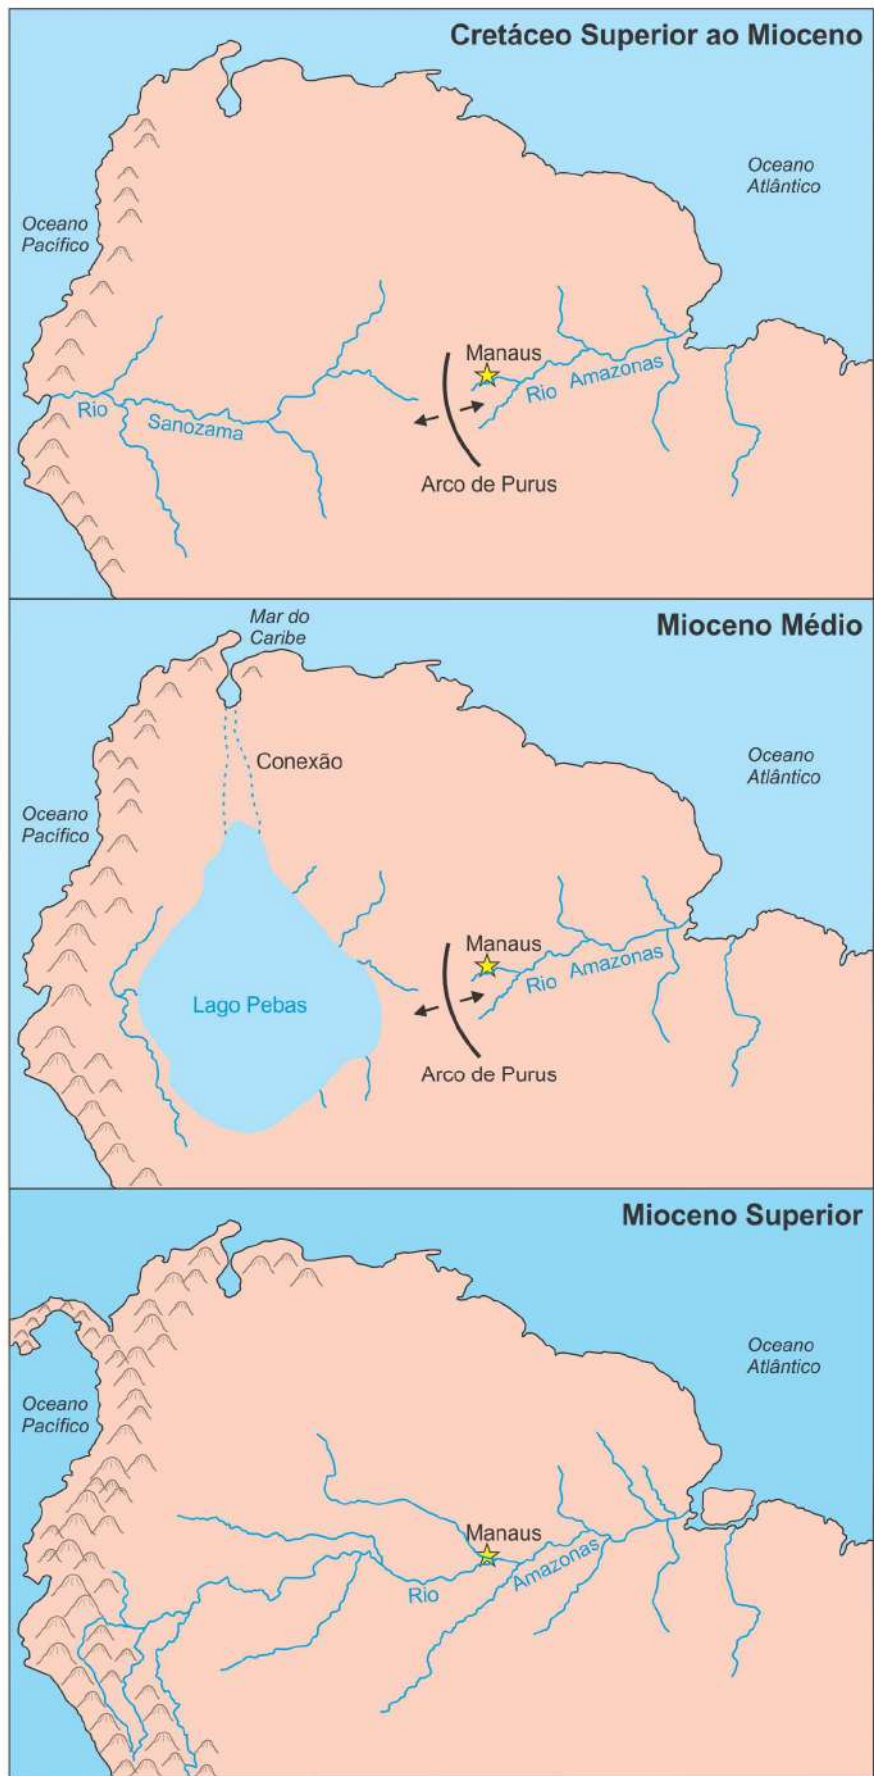 Cretáceo Superior ao Mioceno
Oceano
Atlântico
Oceano
Pacífico
Manaus
Rio Amazonas
Rio
Sanozama
Arco de Purus
Mar do
Caribe
Mioceno Médio
Conexão
Oceano
Atlântico
Oceano
Pacífico
Manaus
Rio Amazonas
Lago Pebas
Arco de Purus
Mioceno Superior
Oceano
Atlântico
Oceano
Pacífico
Manaus
Rio
Amazonas